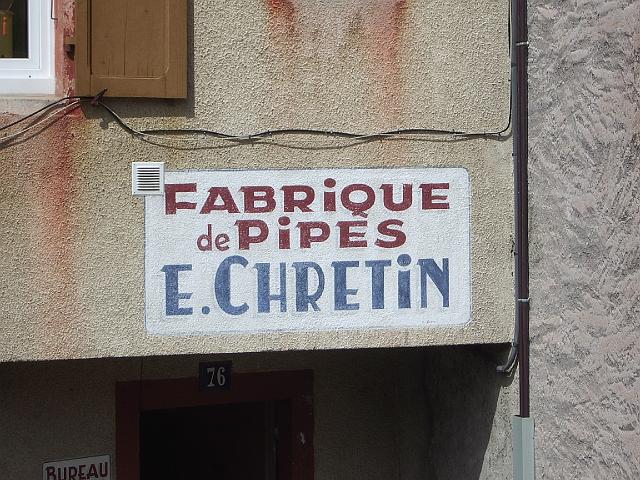 FABRiQUE
de PiPES
E. CHRETiN
76
BUREAU